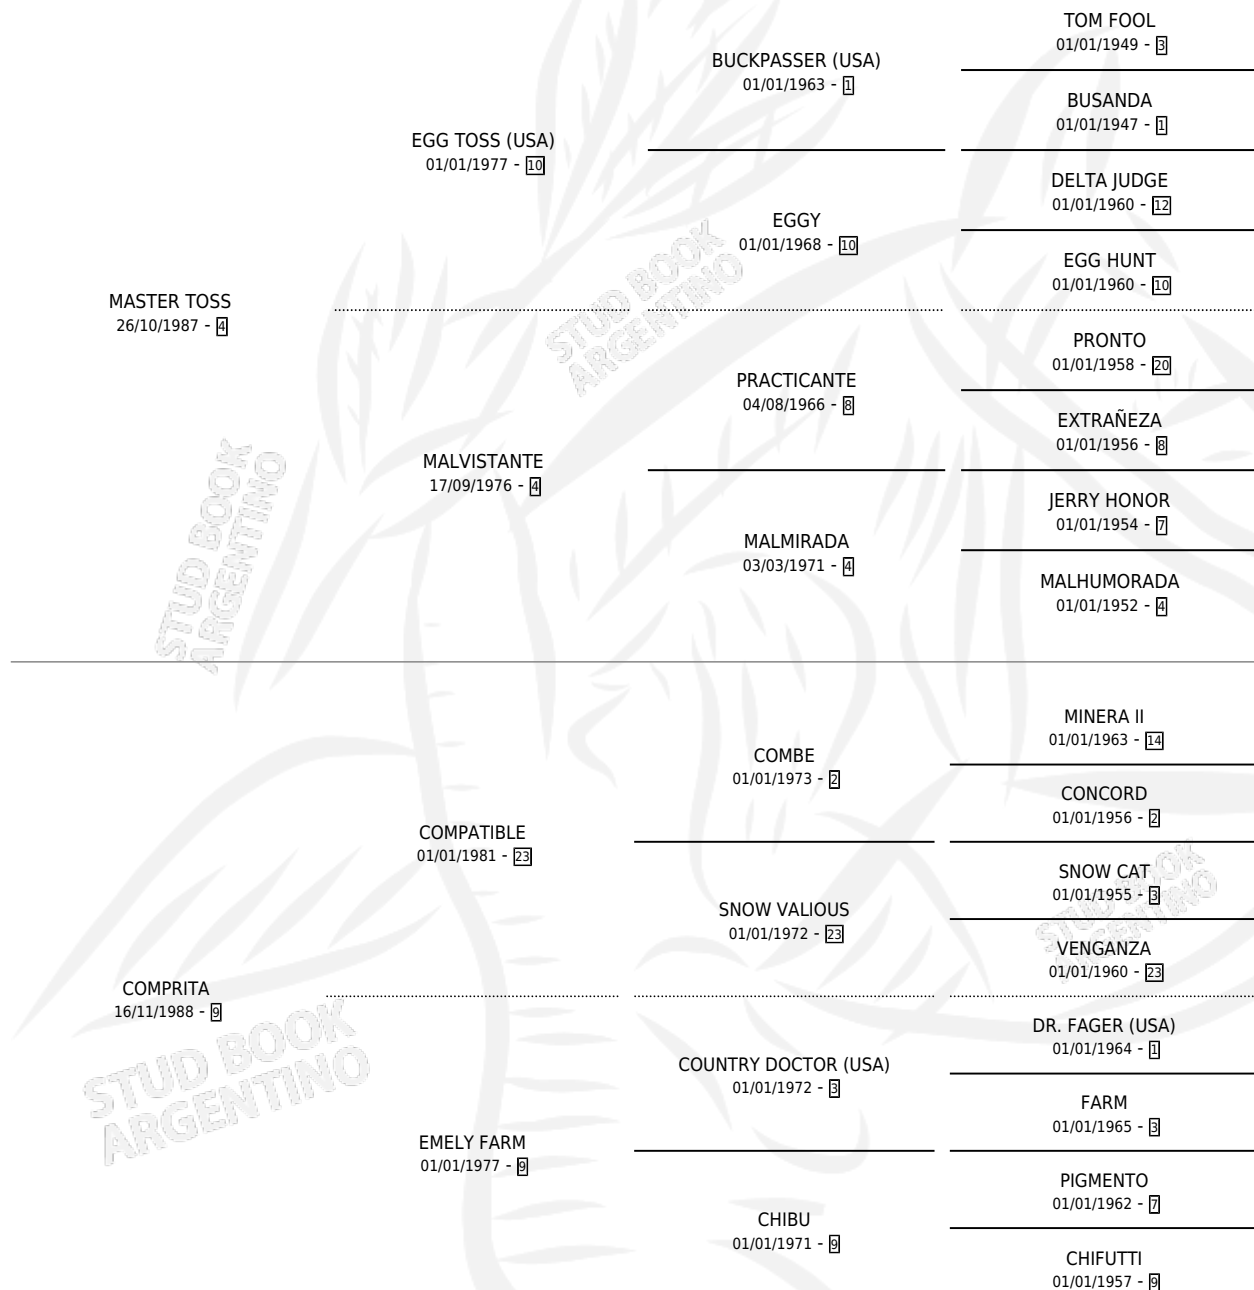 TOM FOOL
01/01/1949 - 3
BUCKPASSER (USA)
01/01/1963 - 1
BUSANDA
01/01/1947 - 1
EGG TOSS (USA)
01/01/1977 - 10
DELTA JUDGE
01/01/1960 - 12
EGGY
01/01/1968 - 10
EGG HUNT
01/01/1960 - 10
MASTER TOSS
26/10/1987 - 4
PRONTO
01/01/1958 - 20
PRACTICANTE
04/08/1966 - 8
EXTRAÑEZA
01/01/1956 - 8
MALVISTANTE
17/09/1976 - 4
JERRY HONOR
01/01/1954 - 7
MALMIRADA
03/03/1971 - 4
MALHUMORADA
01/01/1952 - 4
MINERA II
01/01/1963 - 14
COMBE
01/01/1973 - 2
CONCORD
01/01/1956 - 2
COMPATIBLE
01/01/1981 - 23
SNOW CAT
01/01/1955 - 3
SNOW VALIOUS
01/01/1972 - 23
VENGANZA
01/01/1960 - 23
COMPRITA
16/11/1988 - 9
DR. FAGER (USA)
01/01/1964 - 1
COUNTRY DOCTOR (USA)
01/01/1972 - 3
FARM
01/01/1965 - 3
EMELY FARM
01/01/1977 - 9
PIGMENTO
01/01/1962 - 7
CHIBU
01/01/1971 - 9
CHIFUTTI
01/01/1957 - 9
STUD BOOK
ARGENTINO
STUD BOOK
ARGENTINO
STUD BOOK
ARGENTINO
STUD BOOK
ARGENTINO